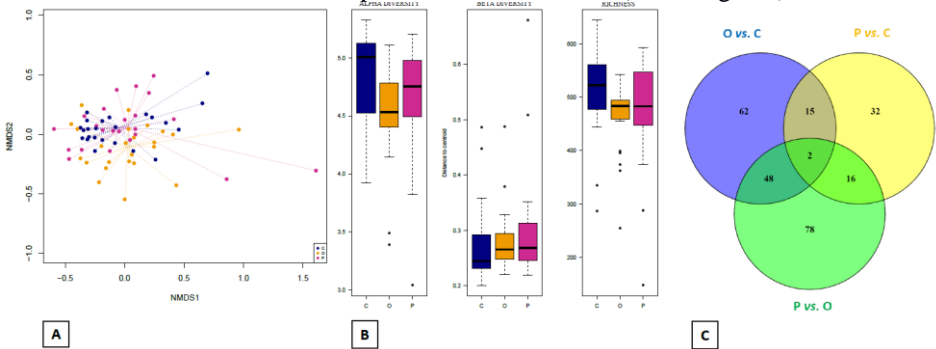 ALPHA DIVERSITY BETA DIVERSITY RICHNESS
O vs. C P vs. C
1.0
0.5
0.0
−0.5
−1.0
NMDS2
−0.5 0.0 0.5 1.0 1.5
NMDS1
C
O
P
5.0
4.5
4.0
3.5
3.0
C O P
Distance to centroid
0.6
0.5
0.4
0.3
0.2
C O P
600
500
400
300
200
C O P
62 15 32
2
48 16
78
P vs. O
A B C